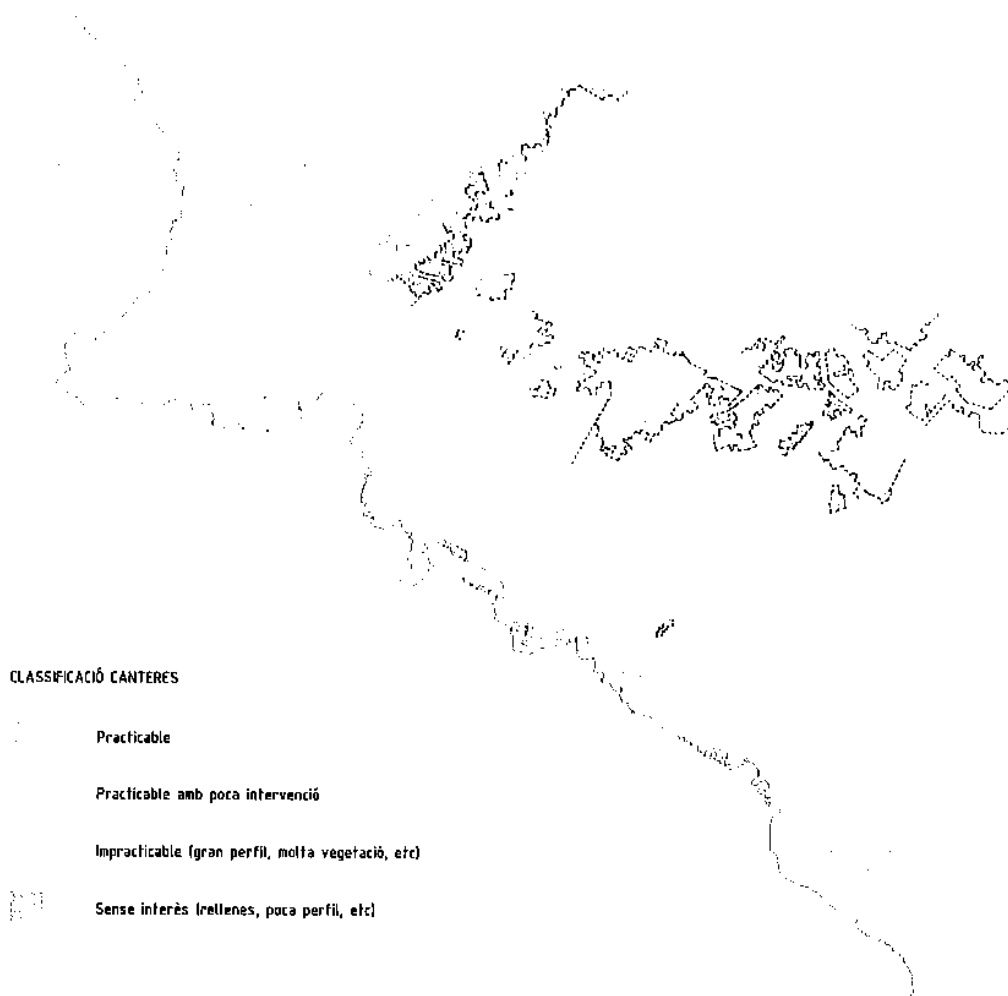 CLASSIFICACIÓ CANTERES
Practicable
Practicable amb poca intervenció
Impracticable (gran perfil, molta vegetació, etc)
Sense interès (rellenes, poca perfil, etc)